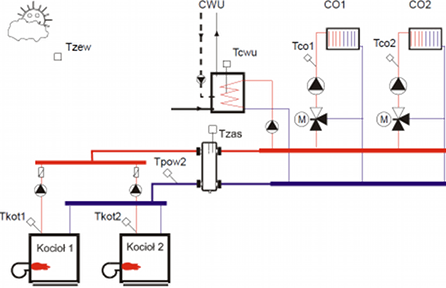 CWU CO1 CO2
Tzew
Tcwu
Tco1
Tco2
M
M
Tzas
Tpow2
Tkot1
Tkot2
Kocioł 1
Kocioł 2